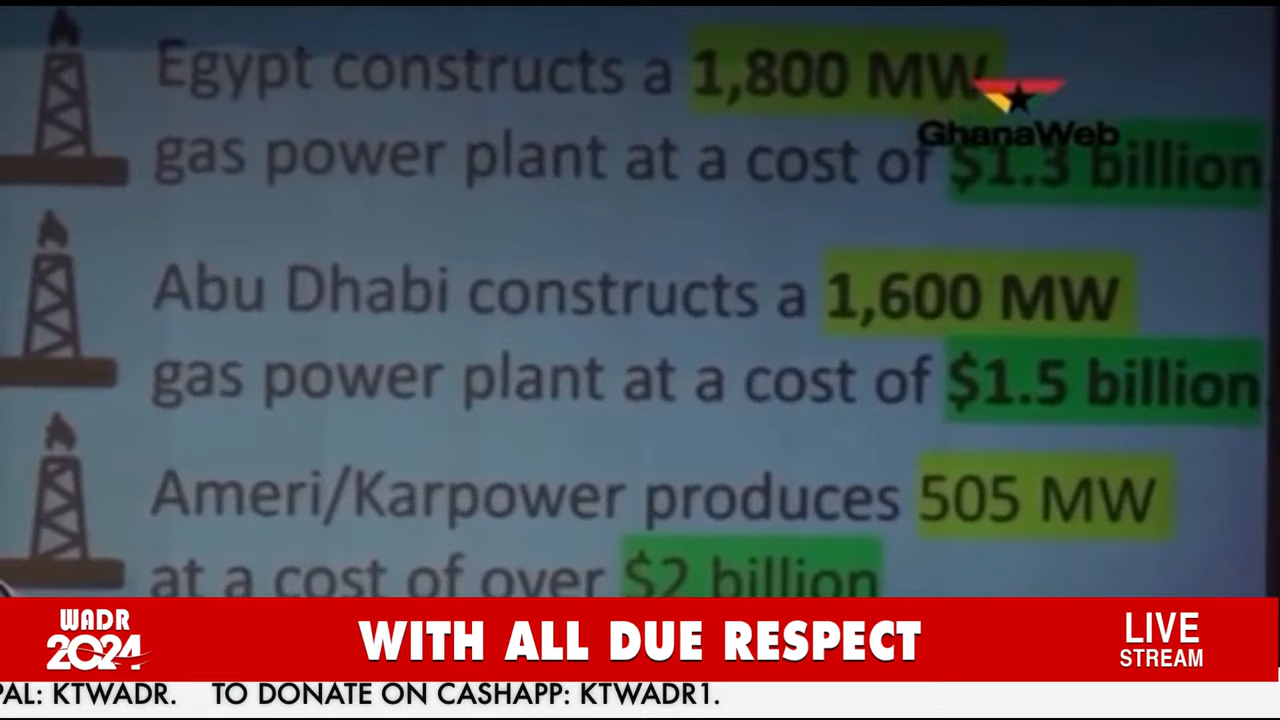 Egypt constructs a 1,800 MW
GhanaWeb
gas power plant at a cost of $1.3 billion
Abu Dhabi constructs a 1,600 MW
gas power plant at a cost of $1.5 billion
Ameri/Karpower produces 505 MW
at a cost of over $2 billion
WADR
2024
WITH ALL DUE RESPECT
LIVE
STREAM
PAL: KTWADR. TO DONATE ON CASHAPP: KTWADR1.